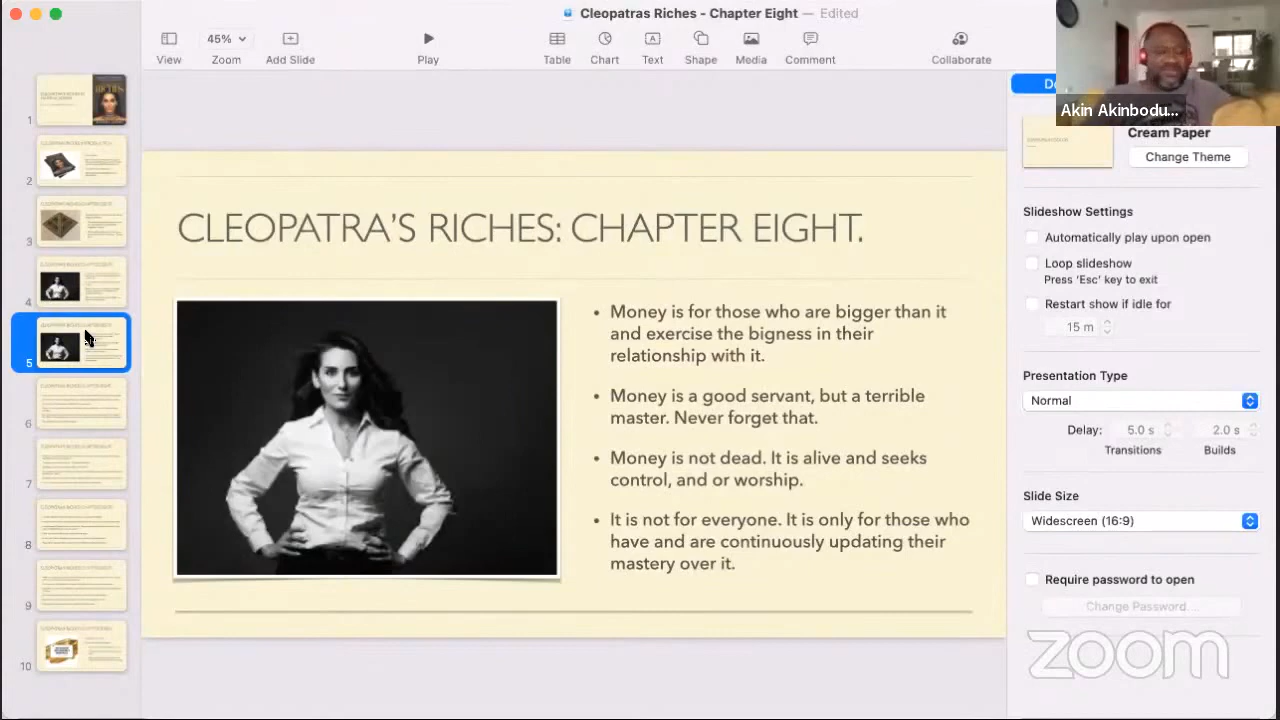 Cleopatras Riches - Chapter Eight — Edited
45%
View
Zoom
Add Slide
Play
Table
Chart
Text
Shape
Media
Comment
Collaborate
Akin Akinbodu...
1
2
3
4
5
6
7
8
9
10
CLEOPATRA'S RICHES: CHAPTER EIGHT.
• Money is for those who are bigger than it
and exercise the bigness in their
relationship with it.
• Money is a good servant, but a terrible
master. Never forget that.
• Money is not dead. It is alive and seeks
control, and or worship.
• It is not for everyone. It is only for those who
have and are continuously updating their
mastery over it.
Cream Paper
Change Theme
Slideshow Settings
Automatically play upon open
Loop slideshow
Press 'Esc' key to exit
Restart show if idle for
15 m
Presentation Type
Normal
Delay: 5.0 s 2.0 s
Transitions Builds
Slide Size
Widescreen (16:9)
Require password to open
Change Password...
zoom